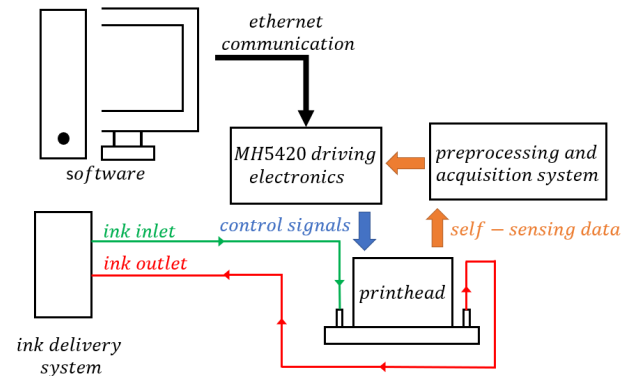 ethernet
communication
software
MH5420 driving
electronics
preprocessing and
acquisition system
control signals
self − sensing data
ink inlet
ink outlet
printhead
ink delivery
system